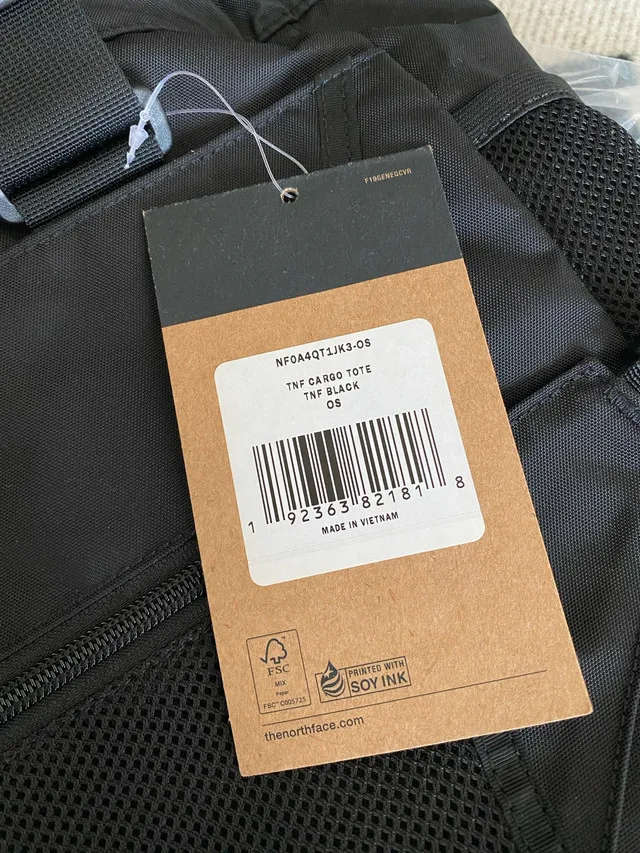 F19GENEGCVR
NF0A4QT1JK3-OS
TNF CARGO TOTE
TNF BLACK
OS
1 92363 82181 8
MADE IN VIETNAM
FSC
MIX
Paper
FSC™ C005725
PRINTED WITH
SOY INK
thenorthface.com